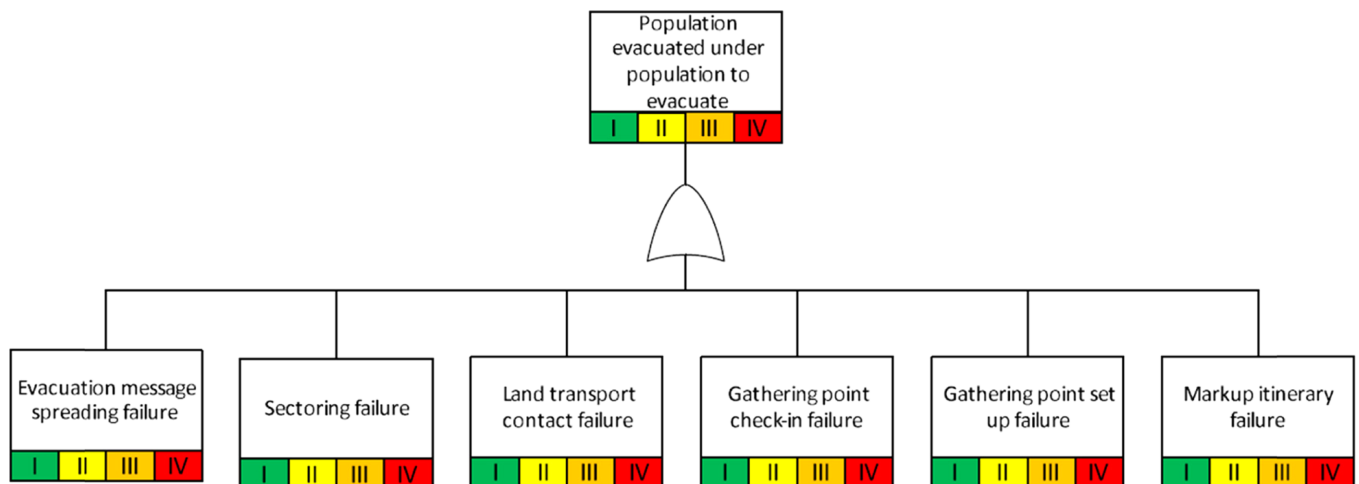 Population
evacuated under
population to
evacuate
I II III IV
Evacuation message
spreading failure
I II III IV
Sectoring failure
I II III IV
Land transport
contact failure
I II III IV
Gathering point
check-in failure
I II III IV
Gathering point set
up failure
I II III IV
Markup itinerary
failure
I II III IV